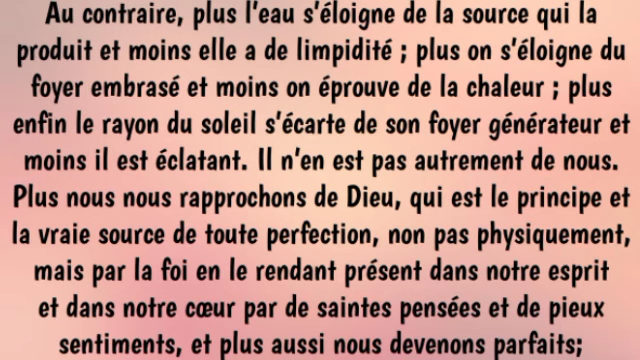 Au contraire, plus l'eau s'éloigne de la source qui la
produit et moins elle a de limpidité ; plus on s'éloigne du
foyer embrasé et moins on éprouve de la chaleur ; plus
enfin le rayon du soleil s'écarte de son foyer générateur et
moins il est éclatant. Il n'en est pas autrement de nous.
Plus nous nous rapprochons de Dieu, qui est le principe et
la vraie source de toute perfection, non pas physiquement,
mais par la foi en le rendant présent dans notre esprit
et dans notre cœur par de saintes pensées et de pieux
sentiments, et plus aussi nous devenons parfaits;